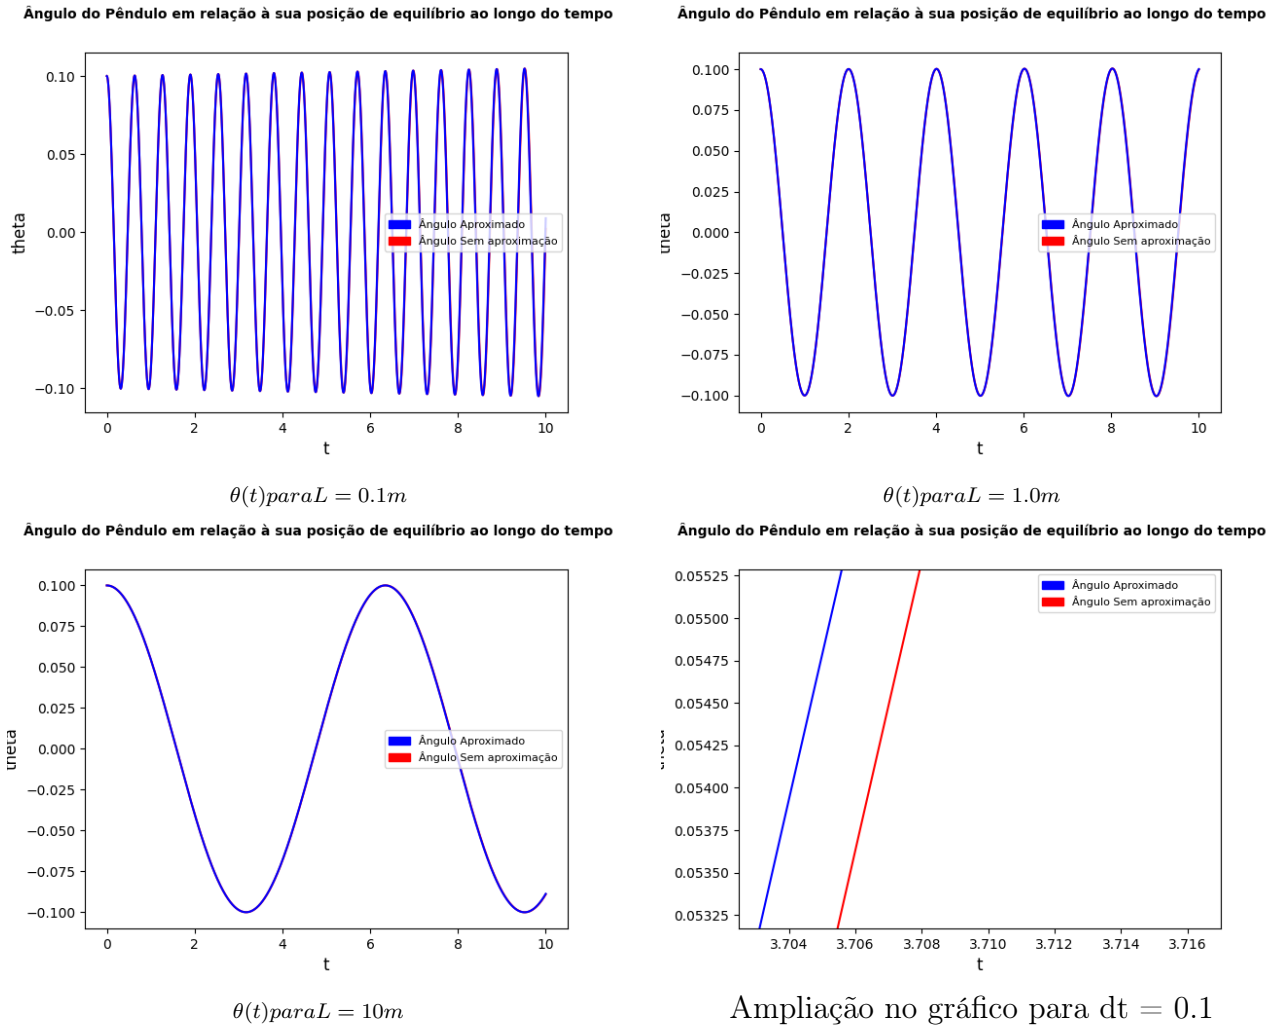 Ângulo do Pêndulo em relação à sua posição de equilíbrio ao longo do tempo
0.10
0.05
0.00
−0.05
−0.10
theta
Ângulo Aproximado
Ângulo Sem aproximação
0 2 4 6 8 10
t
θ(t)paraL = 0.1m
Ângulo do Pêndulo em relação à sua posição de equilíbrio ao longo do tempo
0.100
0.075
0.050
0.025
0.000
−0.025
−0.050
−0.075
−0.100
theta
Ângulo Aproximado
Ângulo Sem aproximação
0 2 4 6 8 10
t
θ(t)paraL = 1.0m
Ângulo do Pêndulo em relação à sua posição de equilíbrio ao longo do tempo
0.100
0.075
0.050
0.025
0.000
−0.025
−0.050
−0.075
−0.100
theta
Ângulo Aproximado
Ângulo Sem aproximação
0 2 4 6 8 10
t
θ(t)paraL = 10m
Ângulo do Pêndulo em relação à sua posição de equilíbrio ao longo do tempo
0.05525
0.05500
0.05475
0.05450
0.05425
0.05400
0.05375
0.05350
0.05325
theta
Ângulo Aproximado
Ângulo Sem aproximação
3.704 3.706 3.708 3.710 3.712 3.714 3.716
t
Ampliação no gráfico para dt = 0.1